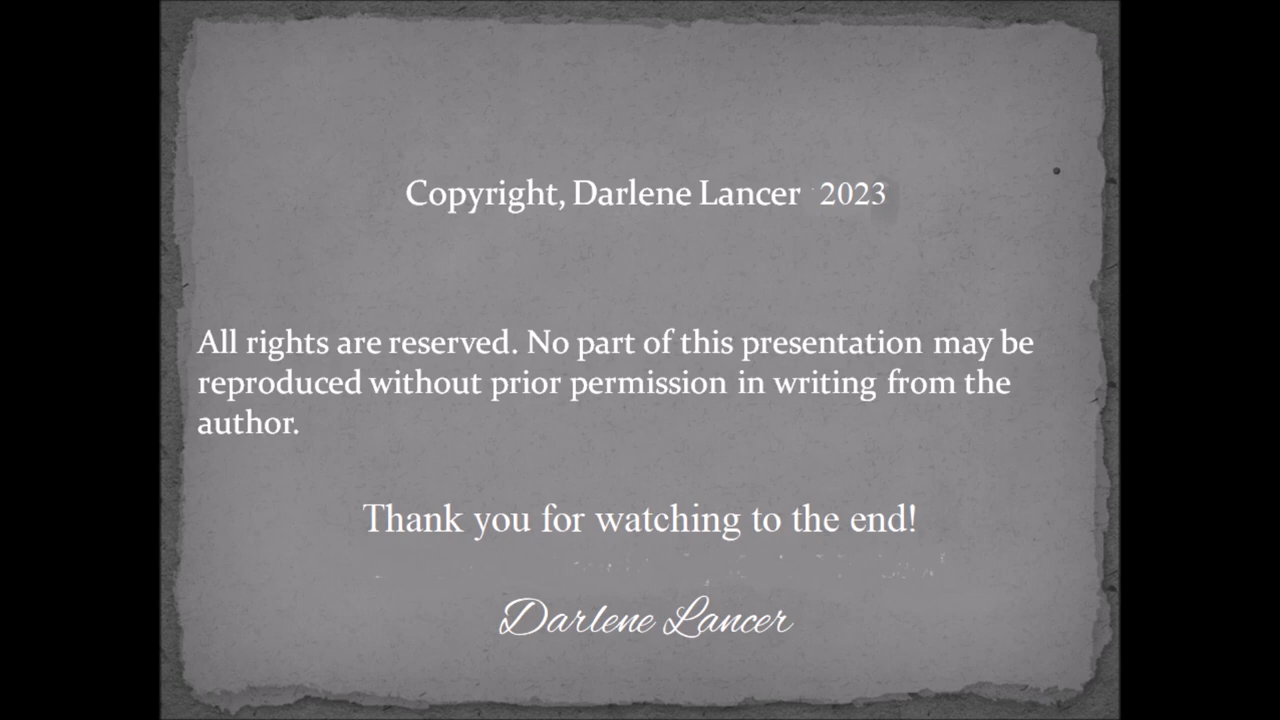 Copyright, Darlene Lancer 2023
All rights are reserved. No part of this presentation may be
reproduced without prior permission in writing from the
author.
Thank you for watching to the end!
Darlene Lancer